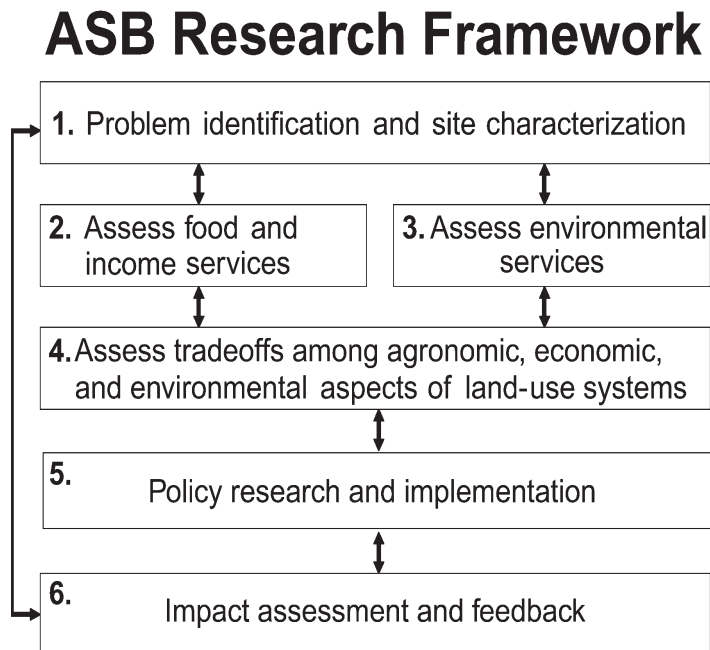 ASB Research Framework
1. Problem identification and site characterization
2. Assess food and
income services
3. Assess environmental
services
4. Assess tradeoffs among agronomic, economic,
and environmental aspects of land-use systems
5.
Policy research and implementation
6.
Impact assessment and feedback